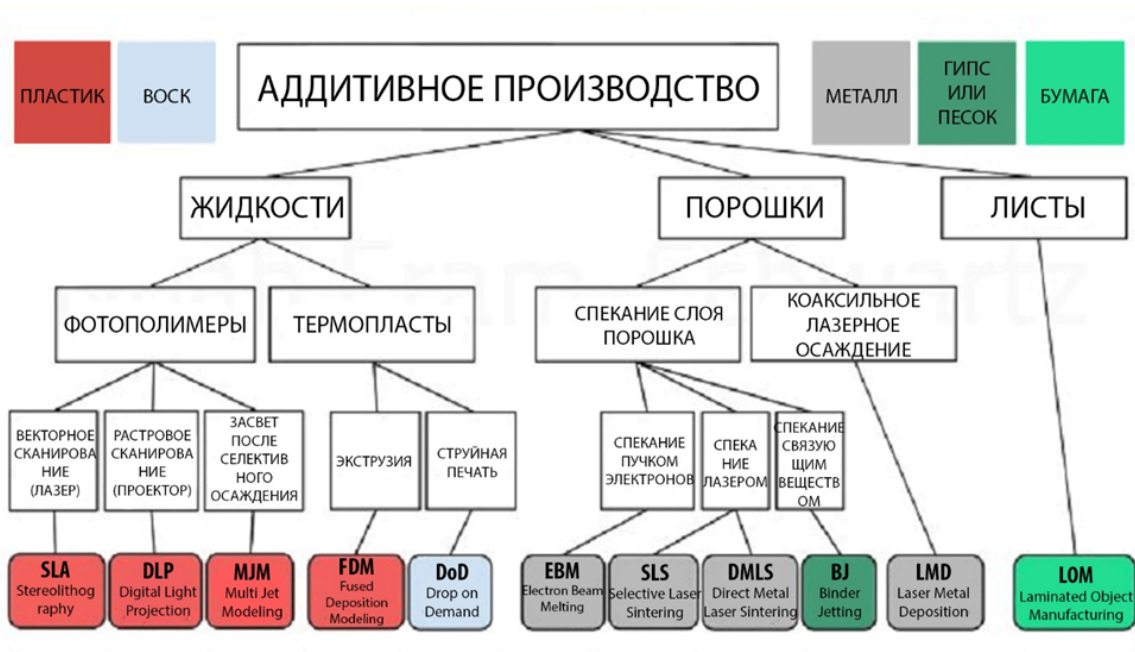 ПЛАСТИК
ВОСК
АДДИТИВНОЕ ПРОИЗВОДСТВО
МЕТАЛЛ
ГИПС
ИЛИ
ПЕСОК
БУМАГА
ЖИДКОСТИ
ПОРОШКИ
ЛИСТЫ
ФОТОПОЛИМЕРЫ
ТЕРМОПЛАСТЫ
СПЕКАНИЕ СЛОЯ
ПОРОШКА
КОАКСИЛЬНОЕ
ЛАЗЕРНОЕ
ОСАЖДЕНИЕ
ВЕКТОРНОЕ
СКАНИРОВА
НИЕ
(ЛАЗЕР)
РАСТРОВОЕ
СКАНИРОВА
НИЕ
(ПРОЕКТОР)
ЗАСВЕТ
ПОСЛЕ
СЕЛЕКТИВ
НОГО
ОСАЖДЕНИЯ
ЭКСТРУЗИЯ
СТРУЙНАЯ
ПЕЧАТЬ
СПЕКАНИЕ
ПУЧКОМ
ЭЛЕКТРОНОВ
СПЕКА
НИЕ
ЛАЗЕРОМ
СПЕКАНИЕ
СВЯЗУЮ
ЩИМ
ВЕЩЕСТВ
ОМ
SLA
Stereolithog
raphy
DLP
Digital Light
Projection
MJM
Multi Jet
Modeling
FDM
Fused
Deposition
Modeling
DoD
Drop on
Demand
EBM
Electron Beam
Melting
SLS
Selective Laser
Sintering
DMLS
Direct Metal
Laser Sintering
BJ
Binder
Jetting
LMD
Laser Metal
Deposition
LOM
Laminated Object
Manufacturing